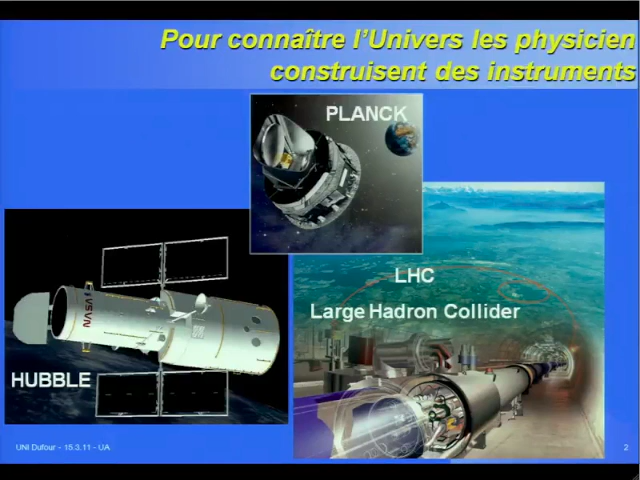 Pour connaître l'Univers les physicien
construisent des instruments
PLANCK
LHC
Large Hadron Collider
NASA
HUBBLE
UNI Dufour - 15.3.11 - UA
2